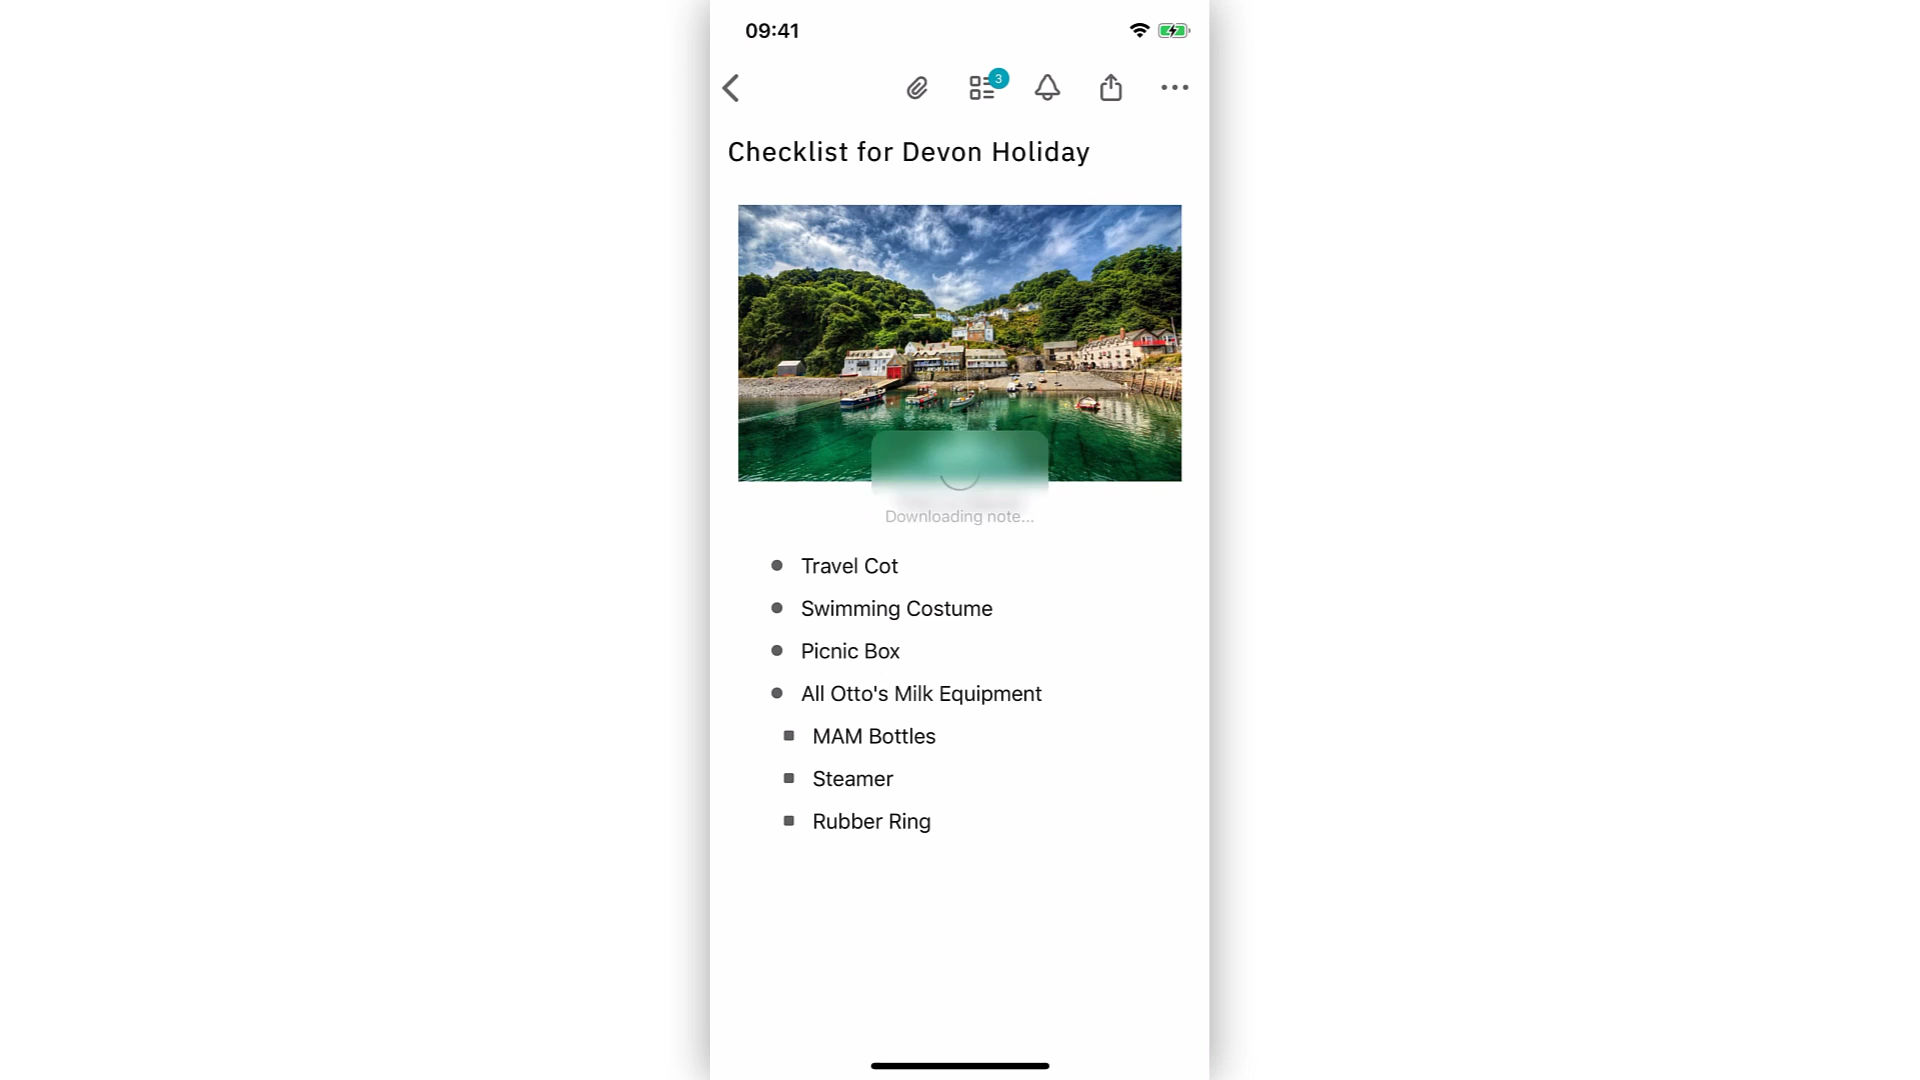 09:41
3
Checklist for Devon Holiday
Downloading note...
Travel Cot
Swimming Costume
Picnic Box
All Otto's Milk Equipment
MAM Bottles
Steamer
Rubber Ring